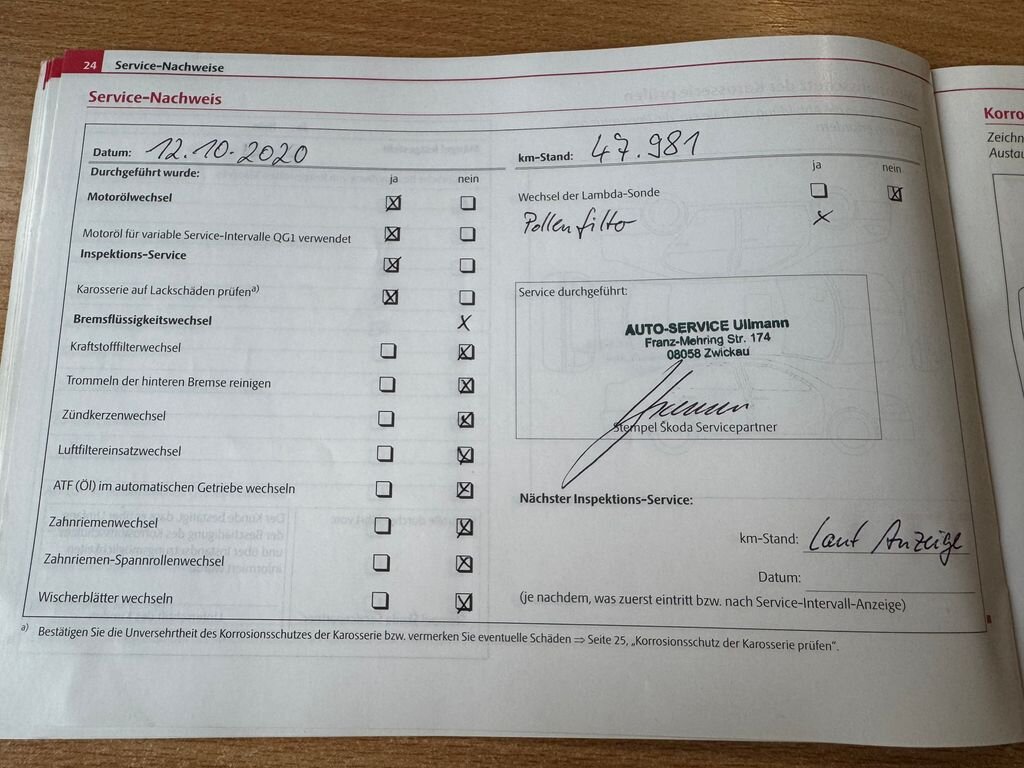 24 Service-Nachweise
Service-Nachweis
Datum: 12.10.2020
Durchgeführt wurde: ja nein
Motorölwechsel
Motoröl für variable Service-Intervalle QG1 verwendet
Inspektions-Service
Karosserie auf Lackschäden prüfen a)
Bremsflüssigkeitswechsel
Kraftstofffilterwechsel
Trommeln der hinteren Bremse reinigen
Zündkerzenwechsel
Luftfiltereinsatzwechsel
ATF (Öl) im automatischen Getriebe wechseln
Zahnriemenwechsel
Zahnriemen-Spannrollenwechsel
Wischerblätter wechseln
km-Stand: 47.981
ja nein
Wechsel der Lambda-Sonde
Pollenfilter
Service durchgeführt:
AUTO-SERVICE Ullmann
Franz-Mehring Str. 174
08058 Zwickau
Stempel Škoda Servicepartner
Nächster Inspektions-Service:
km-Stand: Laut Anzeige
Datum:
(je nachdem, was zuerst eintritt bzw. nach Service-Intervall-Anzeige)
a) Bestätigen Sie die Unversehrtheit des Korrosionsschutzes der Karosserie bzw. vermerken Sie eventuelle Schäden ⇒ Seite 25, „Korrosionsschutz der Karosserie prüfen“.
Korro
Zeichn
Austau